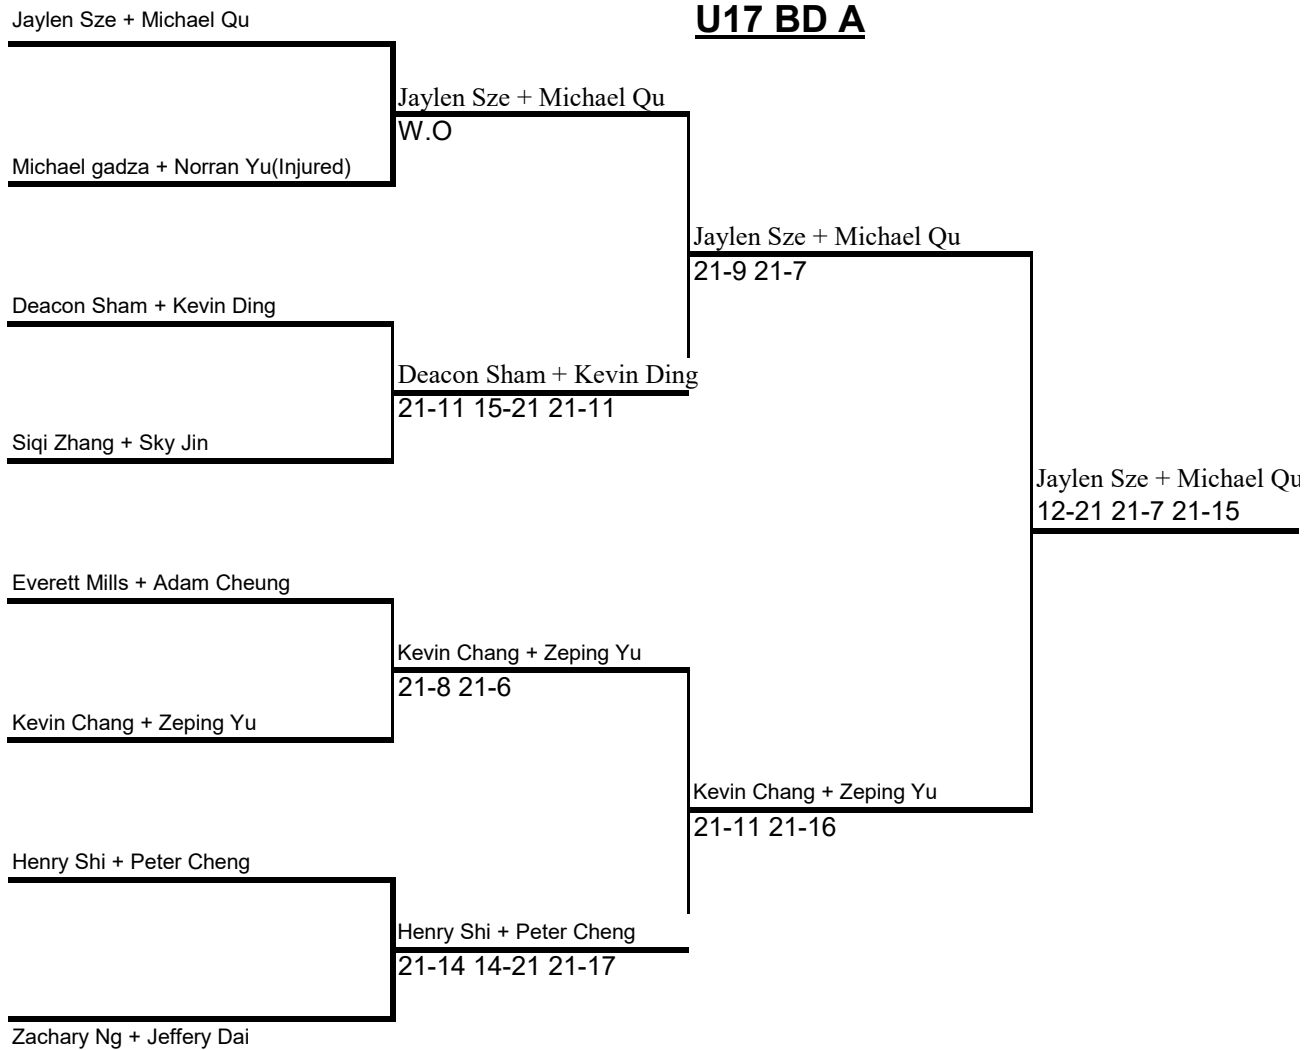 U17 BD A
Jaylen Sze + Michael Qu
Jaylen Sze + Michael Qu
W.O
Michael gadza + Norran Yu(Injured)
Jaylen Sze + Michael Qu
21-9 21-7
Deacon Sham + Kevin Ding
Deacon Sham + Kevin Ding
21-11 15-21 21-11
Siqi Zhang + Sky Jin
Jaylen Sze + Michael Qu
12-21 21-7 21-15
Everett Mills + Adam Cheung
Kevin Chang + Zeping Yu
21-8 21-6
Kevin Chang + Zeping Yu
Kevin Chang + Zeping Yu
21-11 21-16
Henry Shi + Peter Cheng
Henry Shi + Peter Cheng
21-14 14-21 21-17
Zachary Ng + Jeffery Dai